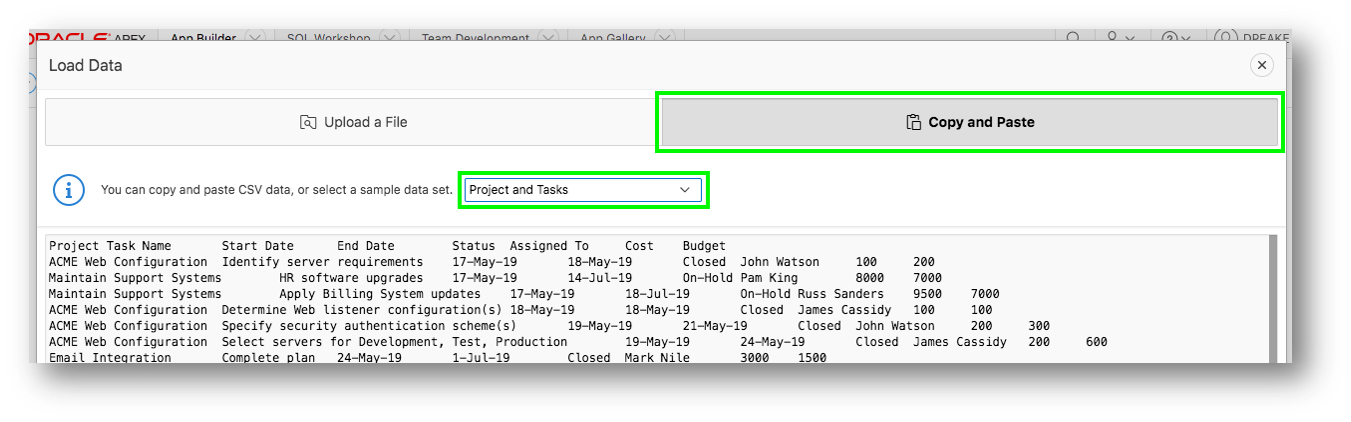 ORACLE APEX App Builder SQL Workshop Team Development App Gallery DPEAKE
Load Data
Upload a File Copy and Paste
You can copy and paste CSV data, or select a sample data set. Project and Tasks
Project Task Name Start Date End Date Status Assigned To Cost Budget
ACME Web Configuration Identify server requirements 17-May-19 18-May-19 Closed John Watson 100 200
Maintain Support Systems HR software upgrades 17-May-19 14-Jul-19 On-Hold Pam King 8000 7000
Maintain Support Systems Apply Billing System updates 17-May-19 18-Jul-19 On-Hold Russ Sanders 9500 7000
ACME Web Configuration Determine Web listener configuration(s) 18-May-19 18-May-19 Closed James Cassidy 100 100
ACME Web Configuration Specify security authentication scheme(s) 19-May-19 21-May-19 Closed John Watson 200 300
ACME Web Configuration Select servers for Development, Test, Production 19-May-19 24-May-19 Closed James Cassidy 200 600
Email Integration Complete plan 24-May-19 1-Jul-19 Closed Mark Nile 3000 1500